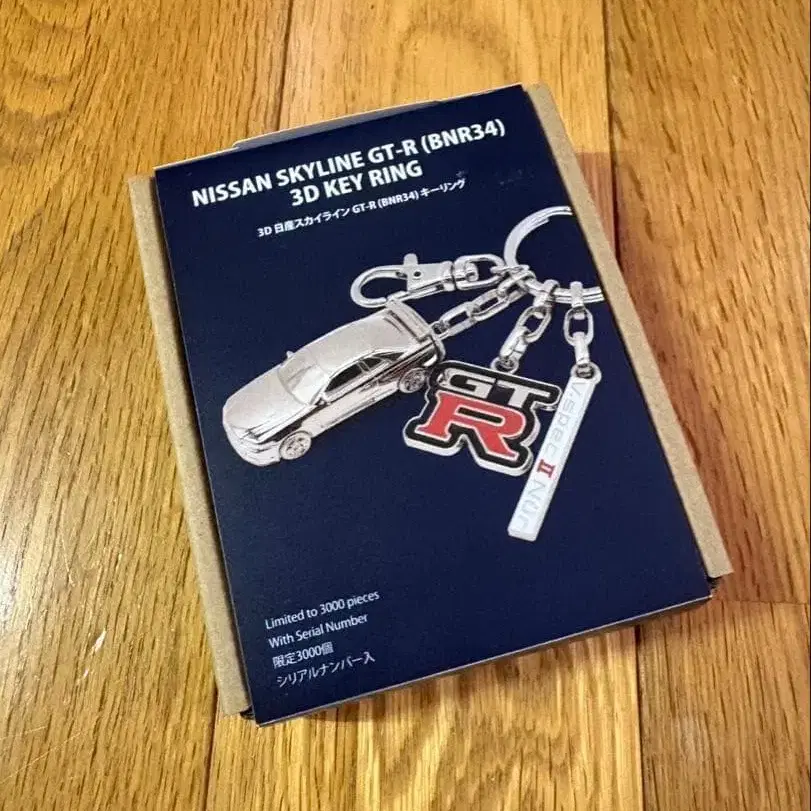 NISSAN SKYLINE GT-R (BNR34)
3D KEY RING
3D 日産スカイライン GT-R (BNR34) キーリング
GT
R
V·spec II Nür
Limited to 3000 pieces
With Serial Number
限定3000個
シリアルナンバー入